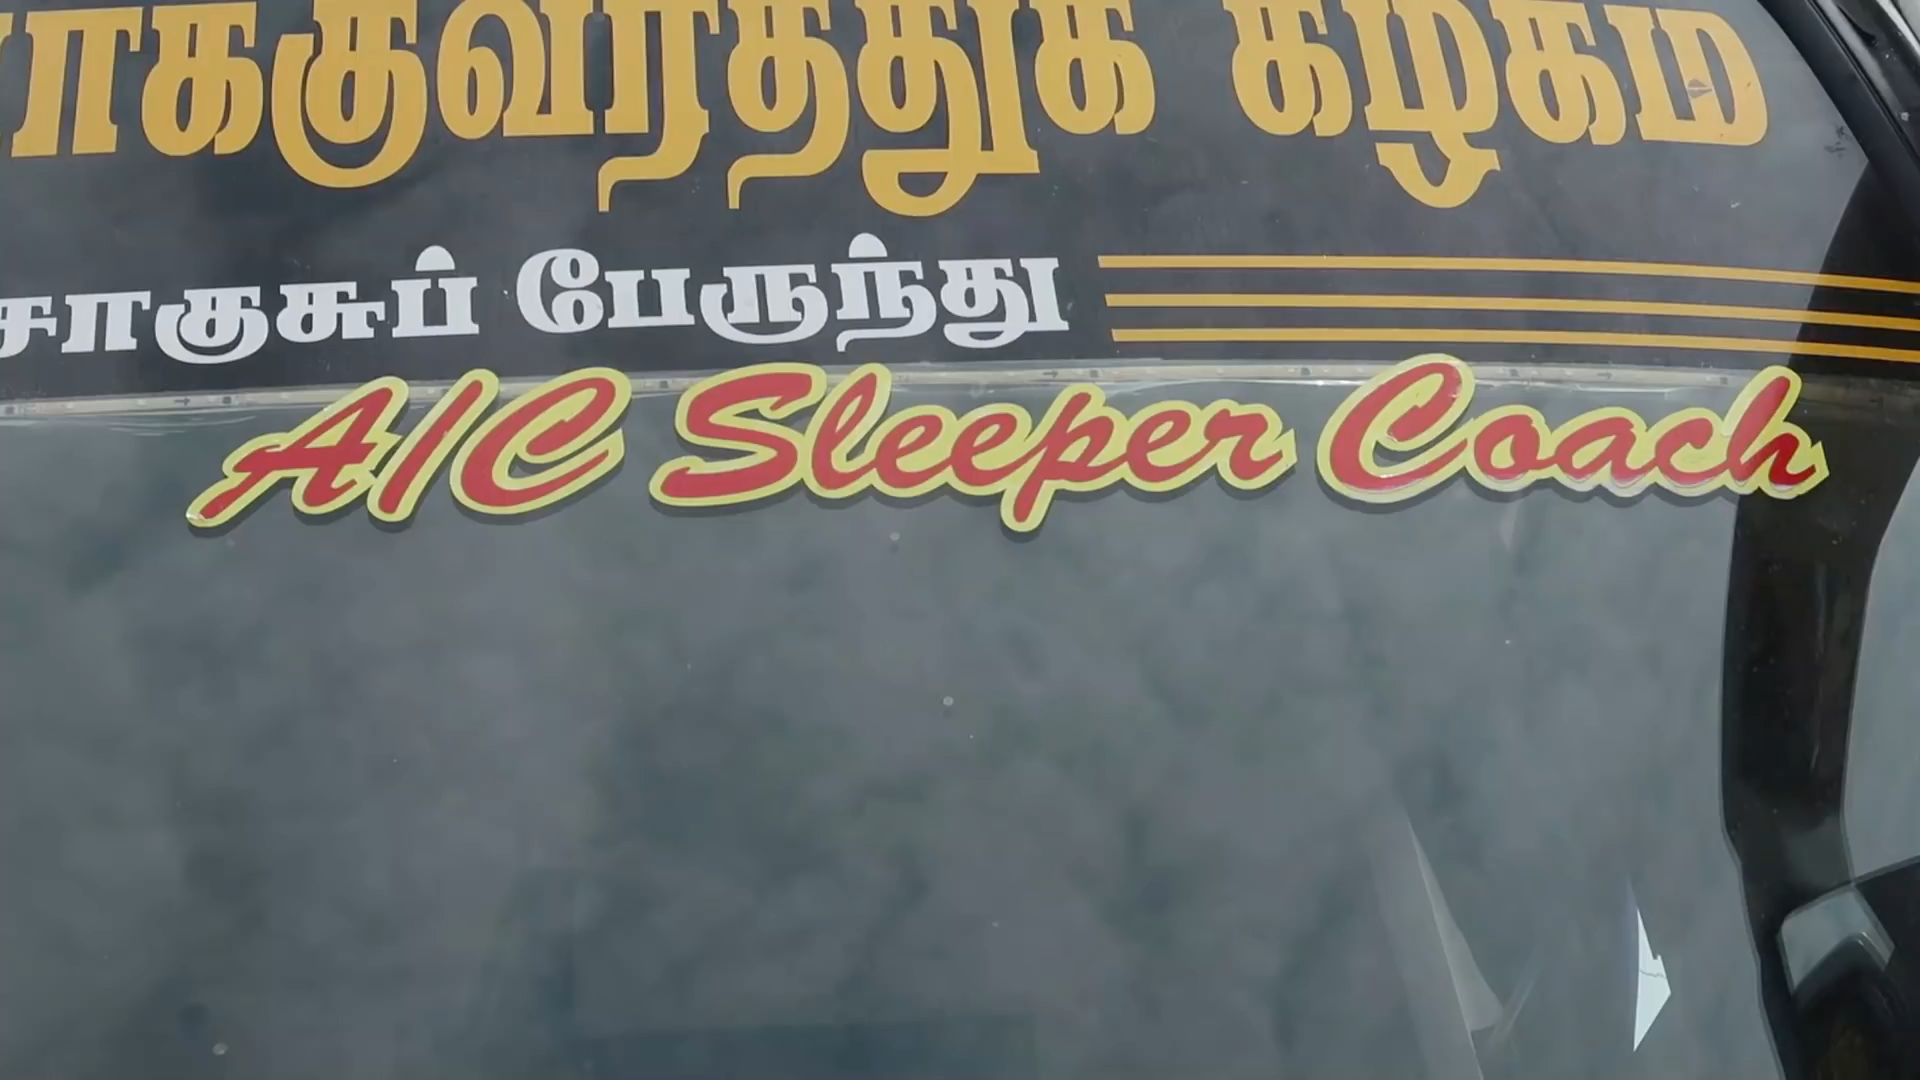 ாக்குவரத்துக் கழகம்
சொகுசுப் பேருந்து
A/C Sleeper Coach